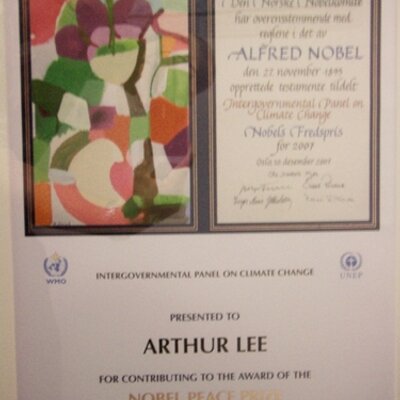 i Den Norske Nobelcomite
har overensstemmende med
reglene i det av
ALFRED NOBEL
den 27. november 1895
opprettede testamente tildelt
Intergovernmental Panel on
Climate Change
Nobels Fredspris
for 2007
Oslo, 10 desember 2007
WMO
INTERGOVERNMENTAL PANEL ON CLIMATE CHANGE
UNEP
PRESENTED TO
ARTHUR LEE
FOR CONTRIBUTING TO THE AWARD OF THE
NOBEL PEACE PRIZE